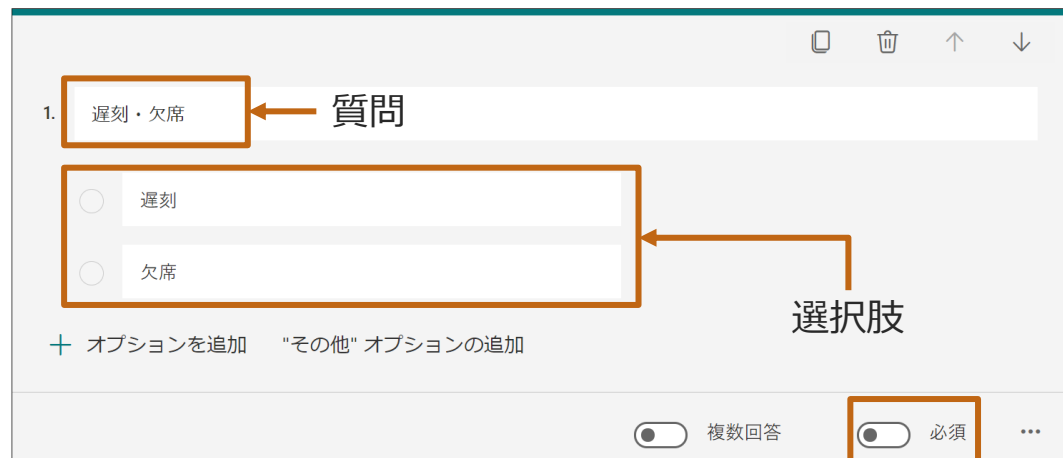 1. 遅刻・欠席 質問
遅刻
欠席
選択肢
オプションを追加 "その他" オプションの追加
複数回答 必須 ...